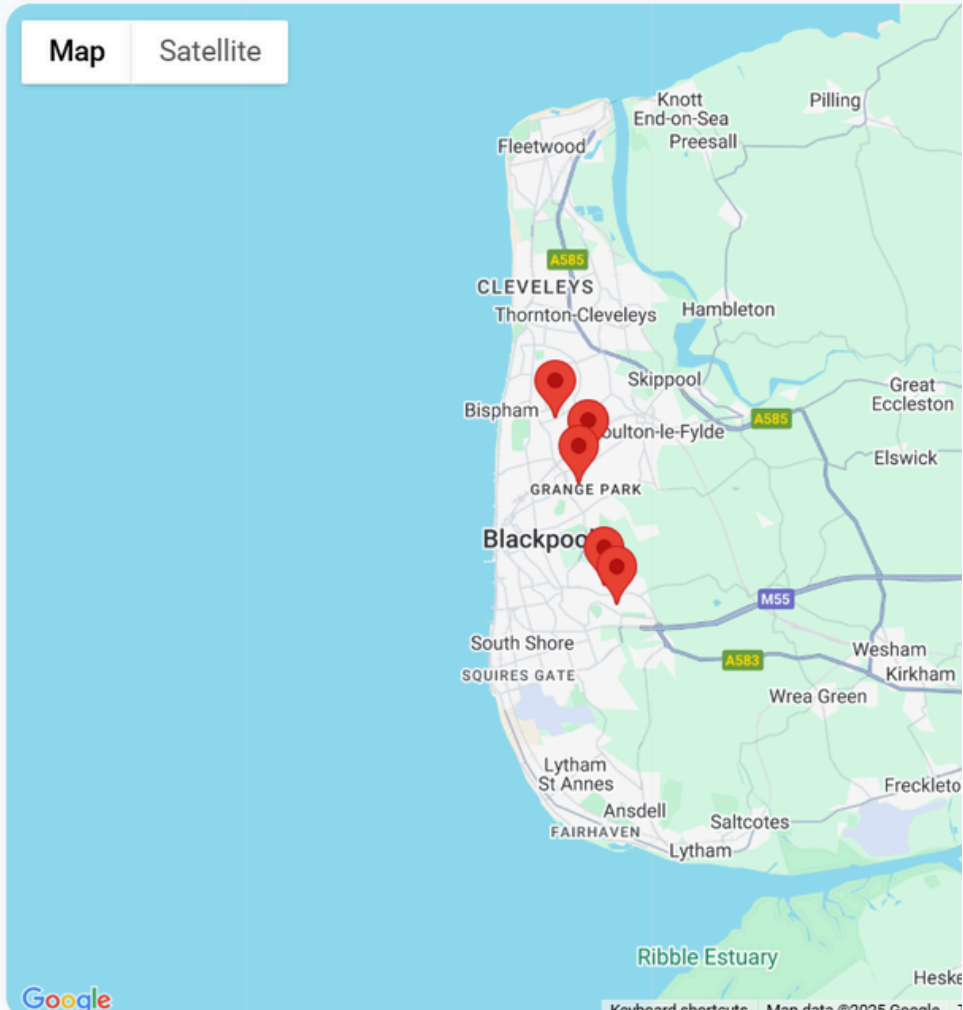 Map
Satellite
Knott
End-on-Sea
Pilling
Preesall
Fleetwood
A585
CLEVELEYS
Thornton-Cleveleys
Hambleton
Skippool
Great
Eccleston
Bispham
A585
oulton-le-Fylde
Elswick
GRANGE PARK
Blackpoo
M55
South Shore
Wesham
A583
SQUIRES GATE
Kirkham
Wrea Green
Lytham
St Annes
Freckleto
Ansdell
Saltcotes
FAIRHAVEN
Lytham
Ribble Estuary
Heske
Google
Keyboard shortcuts
Map data ©2025 Google